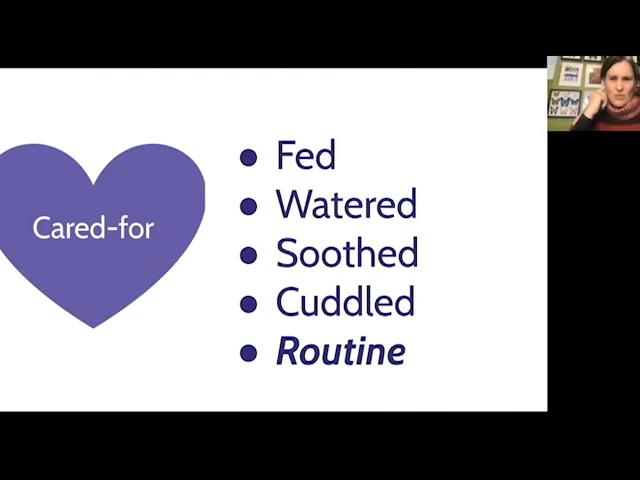 Cared-for
● Fed
● Watered
● Soothed
● Cuddled
● Routine